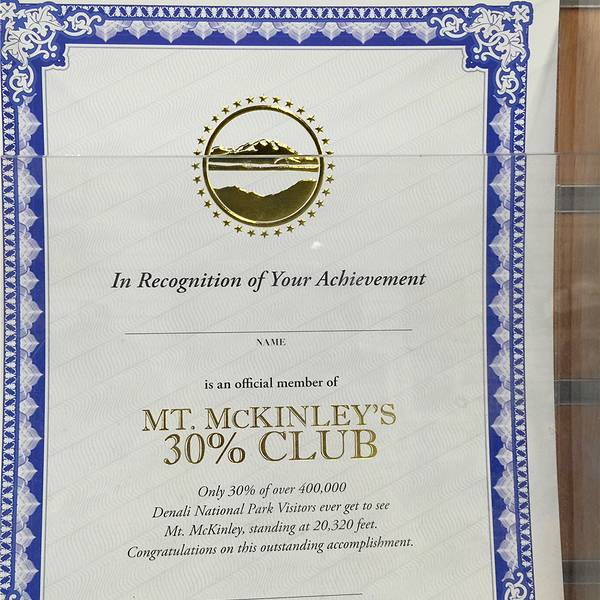 In Recognition of Your Achievement
NAME
is an official member of
MT. MCKINLEY'S
30% CLUB
Only 30% of over 400,000
Denali National Park Visitors ever get to see
Mt. McKinley, standing at 20,320 feet.
Congratulations on this outstanding accomplishment.